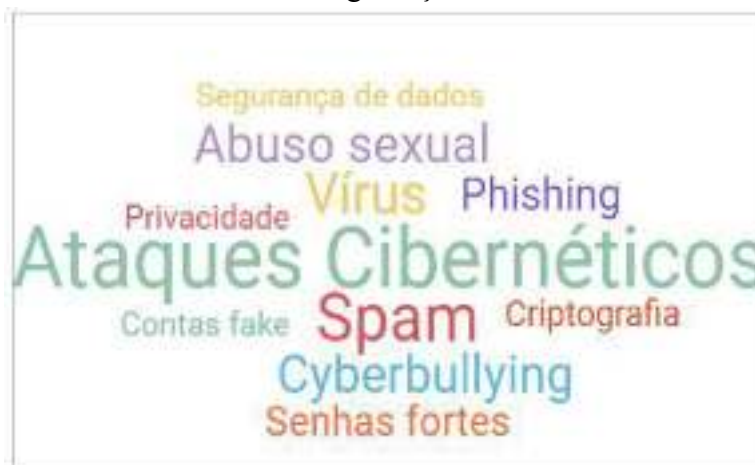 Segurança de dados
Abuso sexual
Vírus Phishing
Privacidade
Ataques Cibernéticos
Contas fake Spam Criptografia
Cyberbullying
Senhas fortes